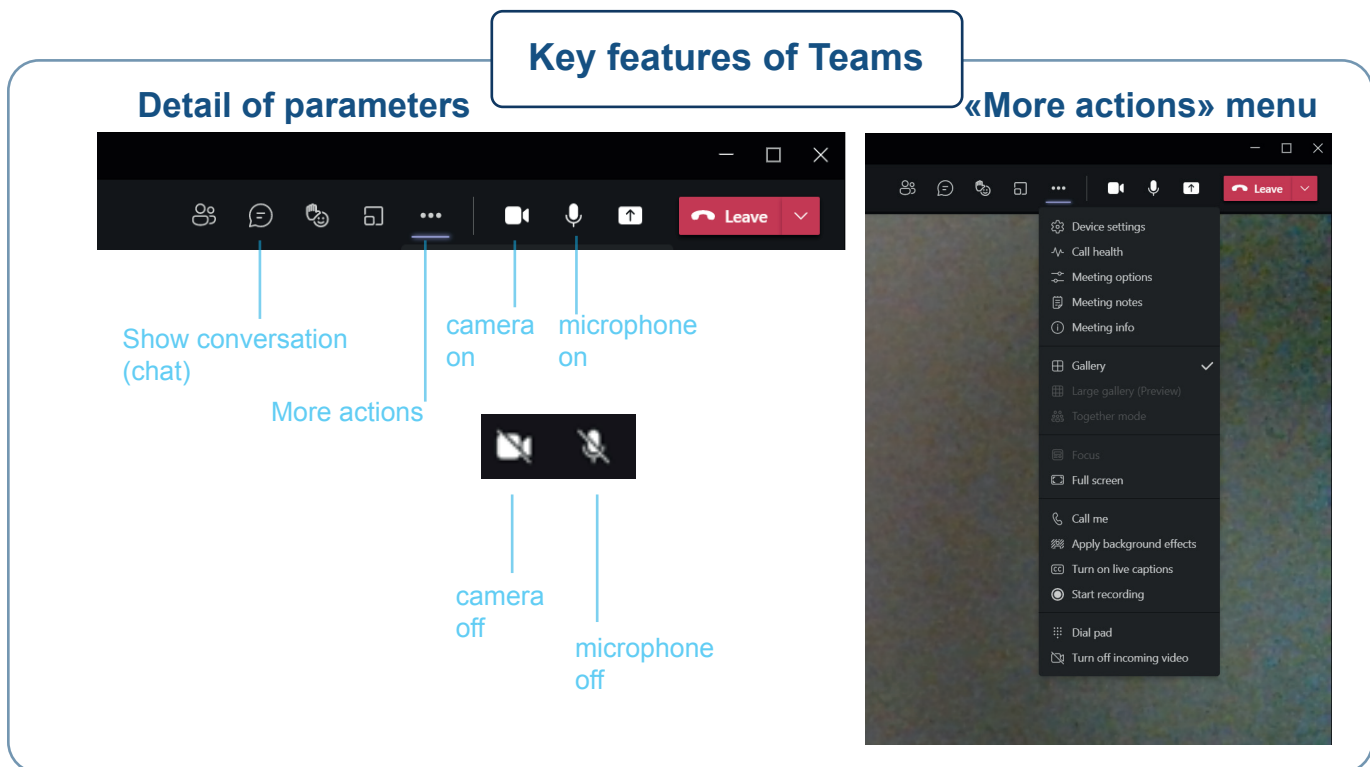 Key features of Teams
Detail of parameters
Leave
Show conversation
(chat)
More actions
camera
on
microphone
on
camera
off
microphone
off
«More actions» menu
Leave
Device settings
Call health
Meeting options
Meeting notes
Meeting info
Gallery
Large gallery (Preview)
Together mode
Focus
Full screen
Call me
Apply background effects
CC Turn on live captions
Start recording
Dial pad
Turn off incoming video